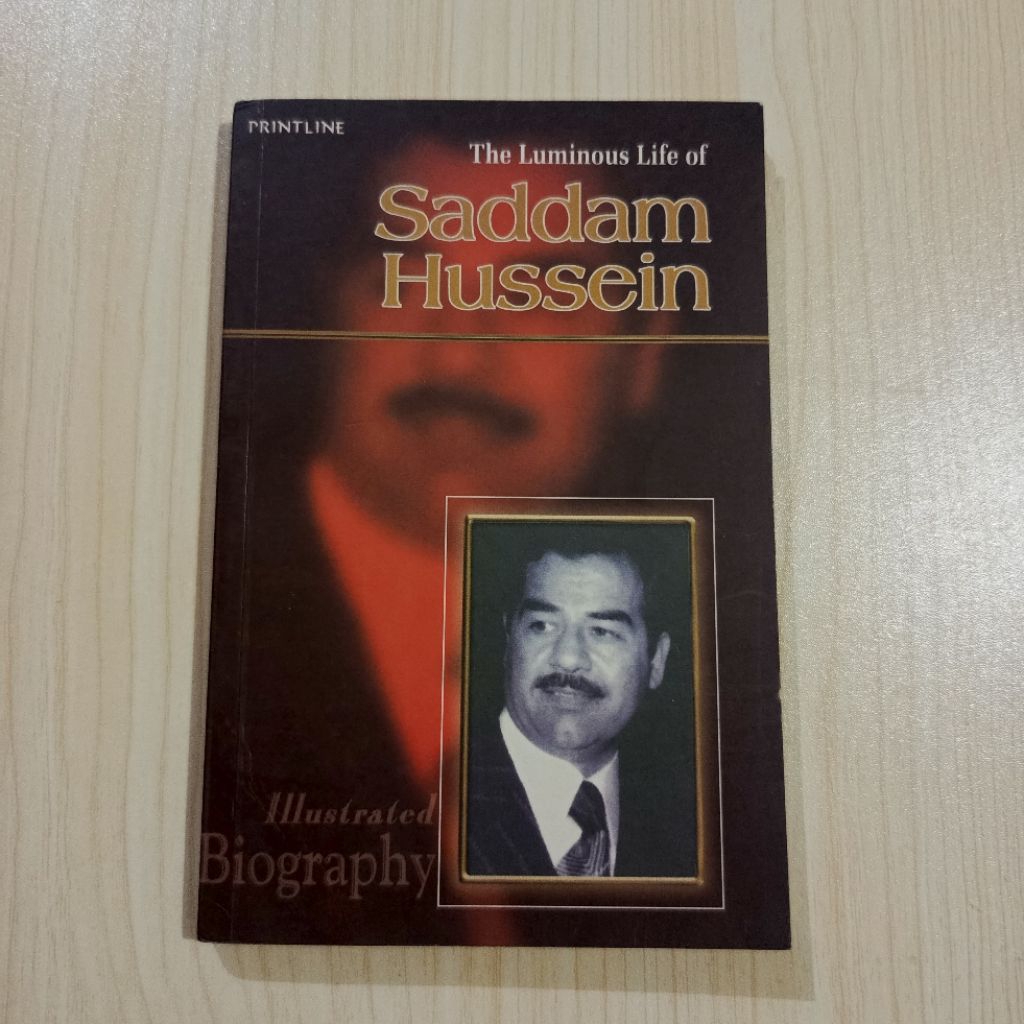 PRINTLINE
The Luminous Life of
Saddam
Hussein
Illustrated
Biography